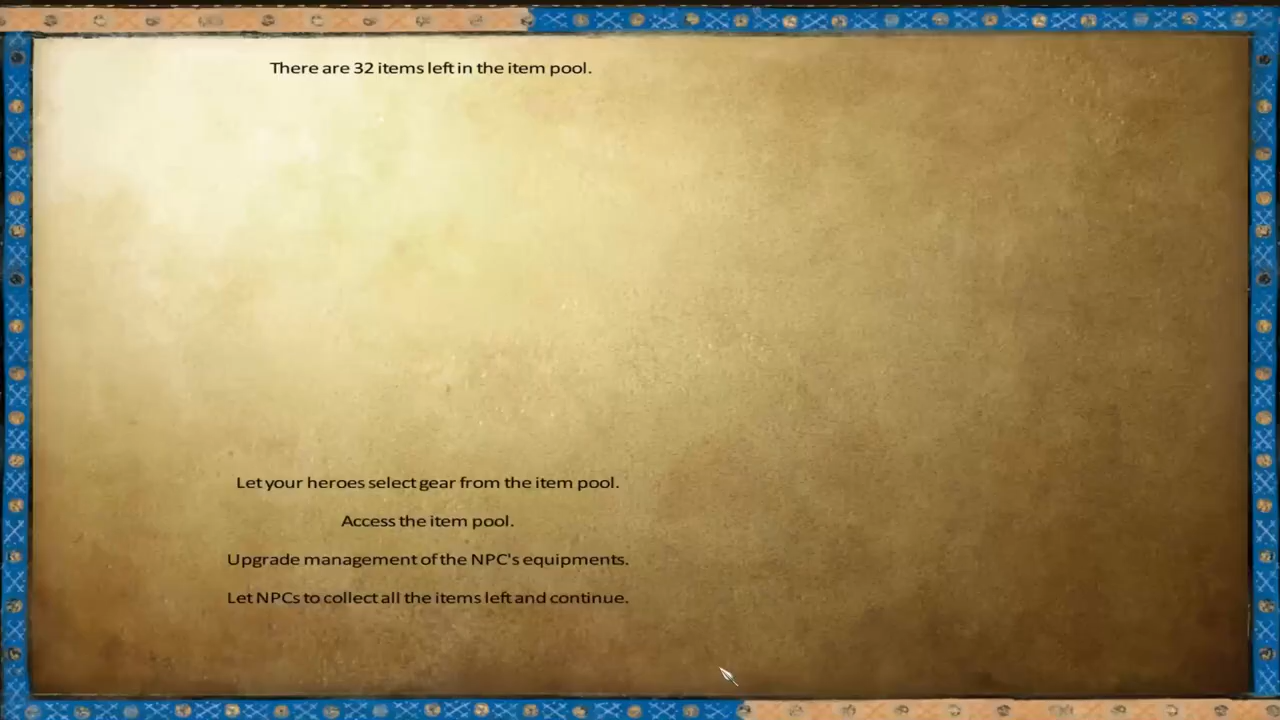 There are 32 items left in the item pool.
Let your heroes select gear from the item pool.
Access the item pool.
Upgrade management of the NPC's equipments.
Let NPCs to collect all the items left and continue.